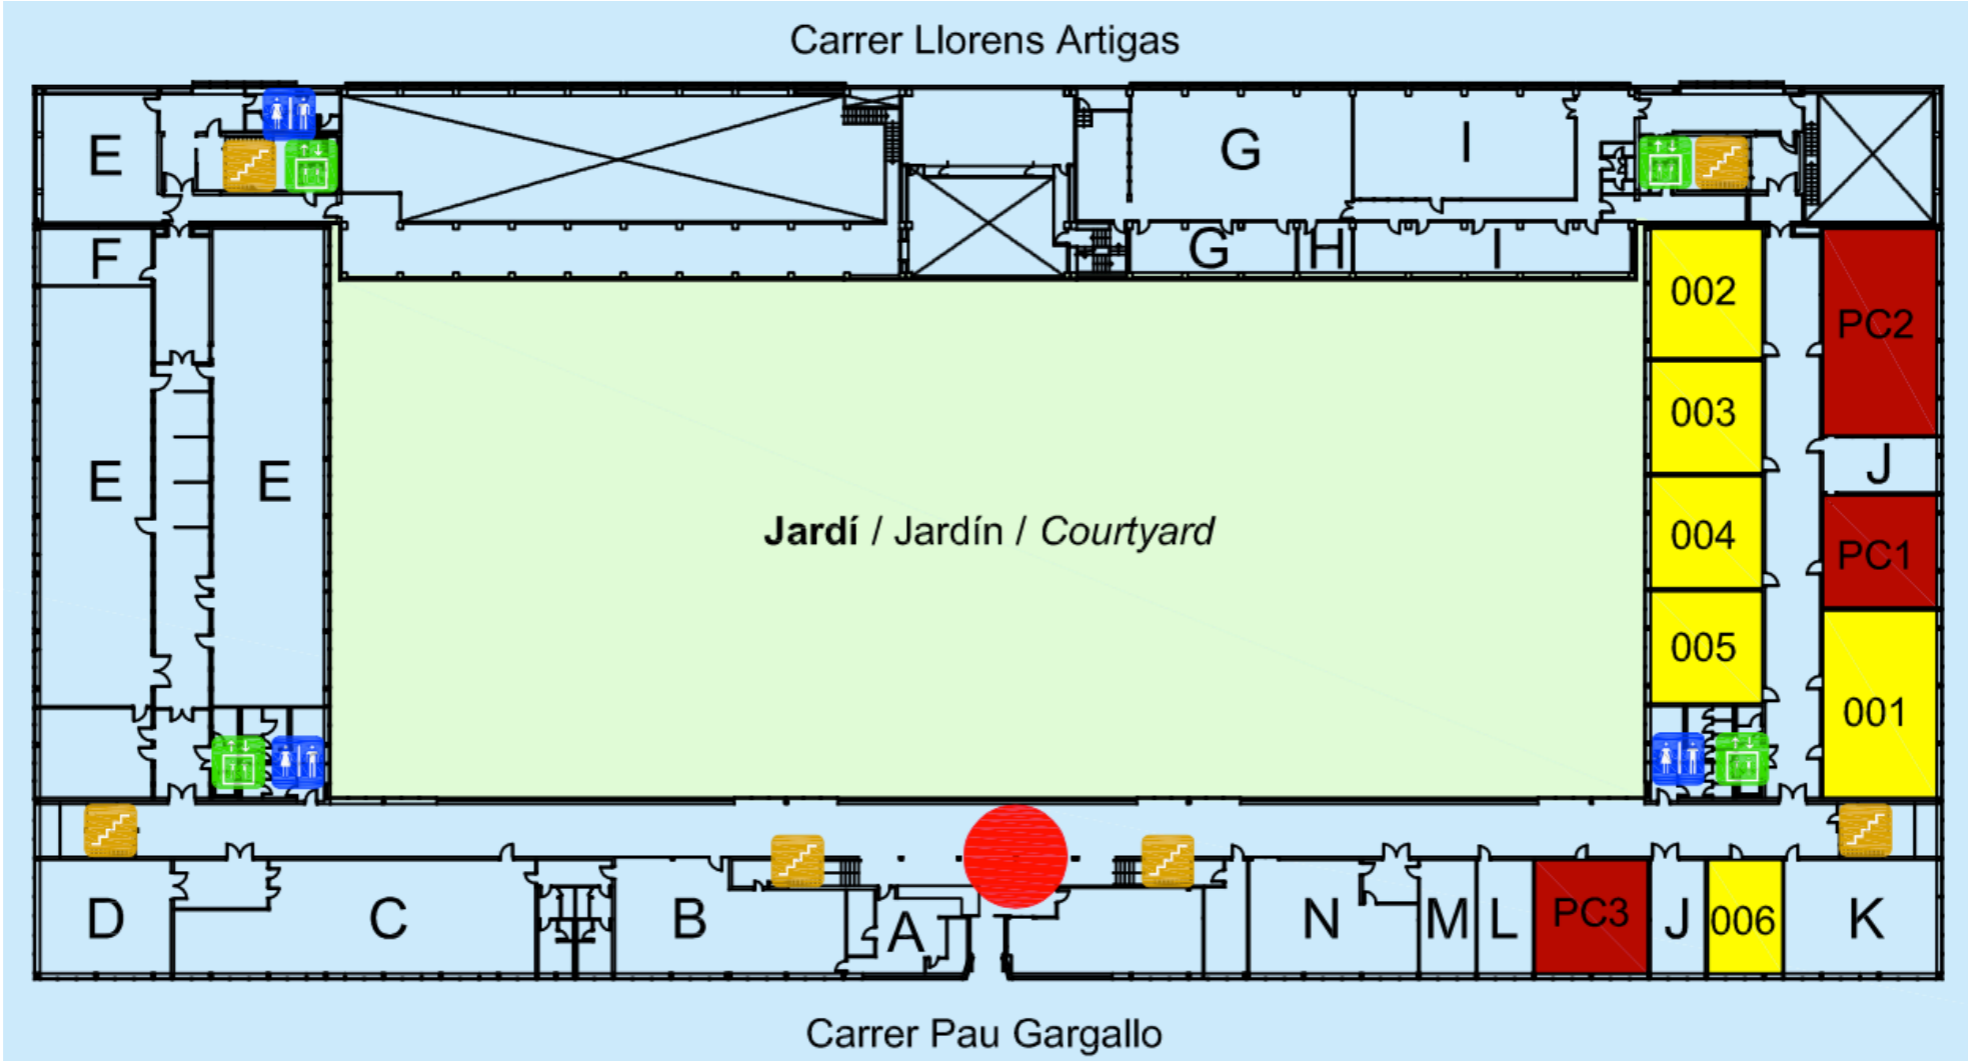 Carrer Llorens Artigas
E
G
I
F
G
H
I
002
PC2
003
J
E
E
Jardí / Jardín / Courtyard
004
PC1
005
001
D
C
B
A
N
M
L
PC3
J
006
K
Carrer Pau Gargallo